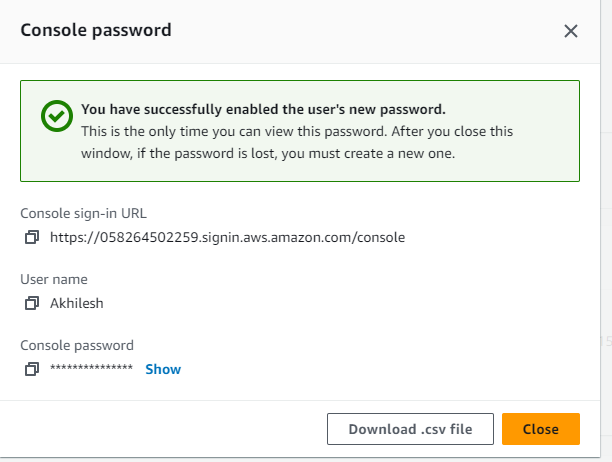 Console password
You have successfully enabled the user's new password.
This is the only time you can view this password. After you close this
window, if the password is lost, you must create a new one.
Console sign-in URL
https://058264502259.signin.aws.amazon.com/console
User name
Akhilesh
Console password
*************** Show
Download .csv file Close